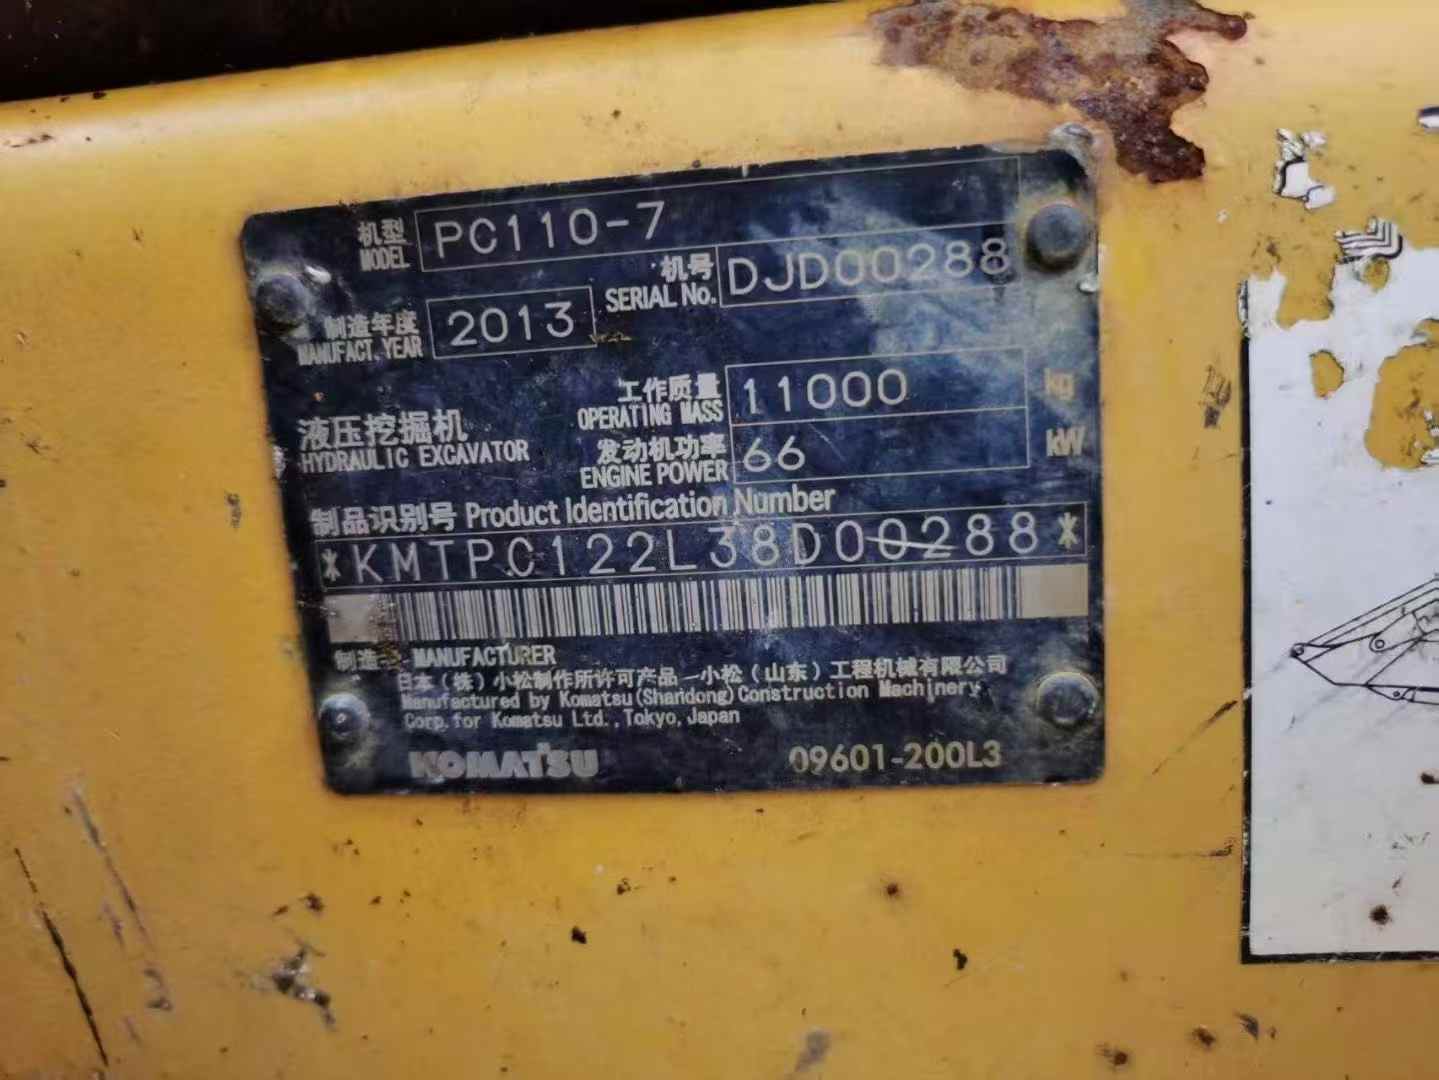 机型 PC110-7
MODEL
机号 DJD00288
SERIAL No.
制造年度 2013
MANUFACT. YEAR
工作质量 11000 kg
OPERATING MASS
液压挖掘机
HYDRAULIC EXCAVATOR
发动机功率 66 kW
ENGINE POWER
制品识别号 Product Identification Number
*KMTPC122L38D00288*
制造 MANUFACTURER
日本（株）小松制作所许可产品－小松（山东）工程机械有限公司
Manufactured by Komatsu(Shandong)Construction Machinery
Corp.for Komatsu Ltd.,Tokyo,Japan
KOMATSU 09601-200L3